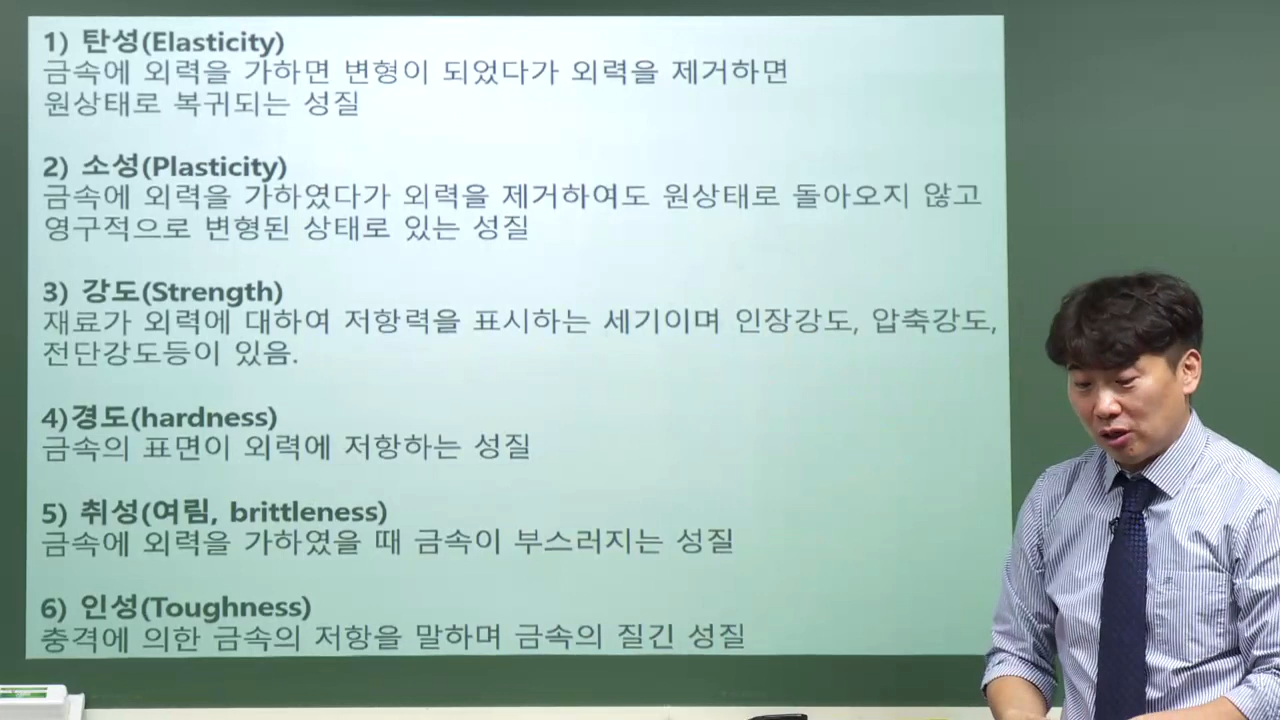 1) 탄성(Elasticity)
금속에 외력을 가하면 변형이 되었다가 외력을 제거하면
원상태로 복귀되는 성질
2) 소성(Plasticity)
금속에 외력을 가하였다가 외력을 제거하여도 원상태로 돌아오지 않고
영구적으로 변형된 상태로 있는 성질
3) 강도(Strength)
재료가 외력에 대하여 저항력을 표시하는 세기이며 인장강도, 압축강도,
전단강도등이 있음.
4)경도(hardness)
금속의 표면이 외력에 저항하는 성질
5) 취성(여림, brittleness)
금속에 외력을 가하였을 때 금속이 부스러지는 성질
6) 인성(Toughness)
충격에 의한 금속의 저항을 말하며 금속의 질긴 성질